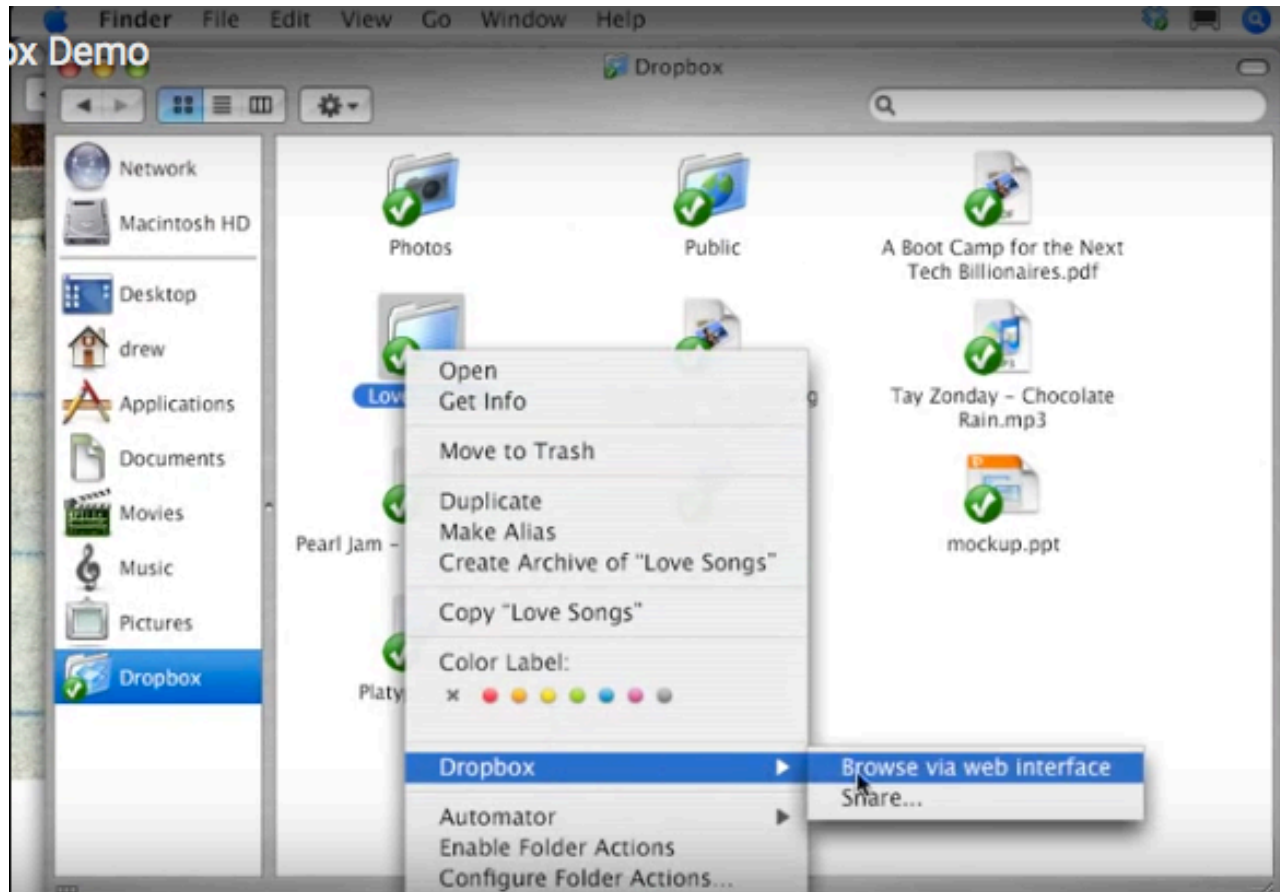 Finder File Edit View Go Window Help
ox Demo
Dropbox
Network
Macintosh HD
Desktop
drew
Applications
Documents
Movies
Music
Pictures
Dropbox
Photos
Public
A Boot Camp for the Next
Tech Billionaires.pdf
Tay Zonday – Chocolate
Rain.mp3
Pearl Jam –
mockup.ppt
Open
Get Info
Move to Trash
Duplicate
Make Alias
Create Archive of "Love Songs"
Copy "Love Songs"
Color Label:
Dropbox
Automator
Enable Folder Actions
Configure Folder Actions...
Browse via web interface
Share...